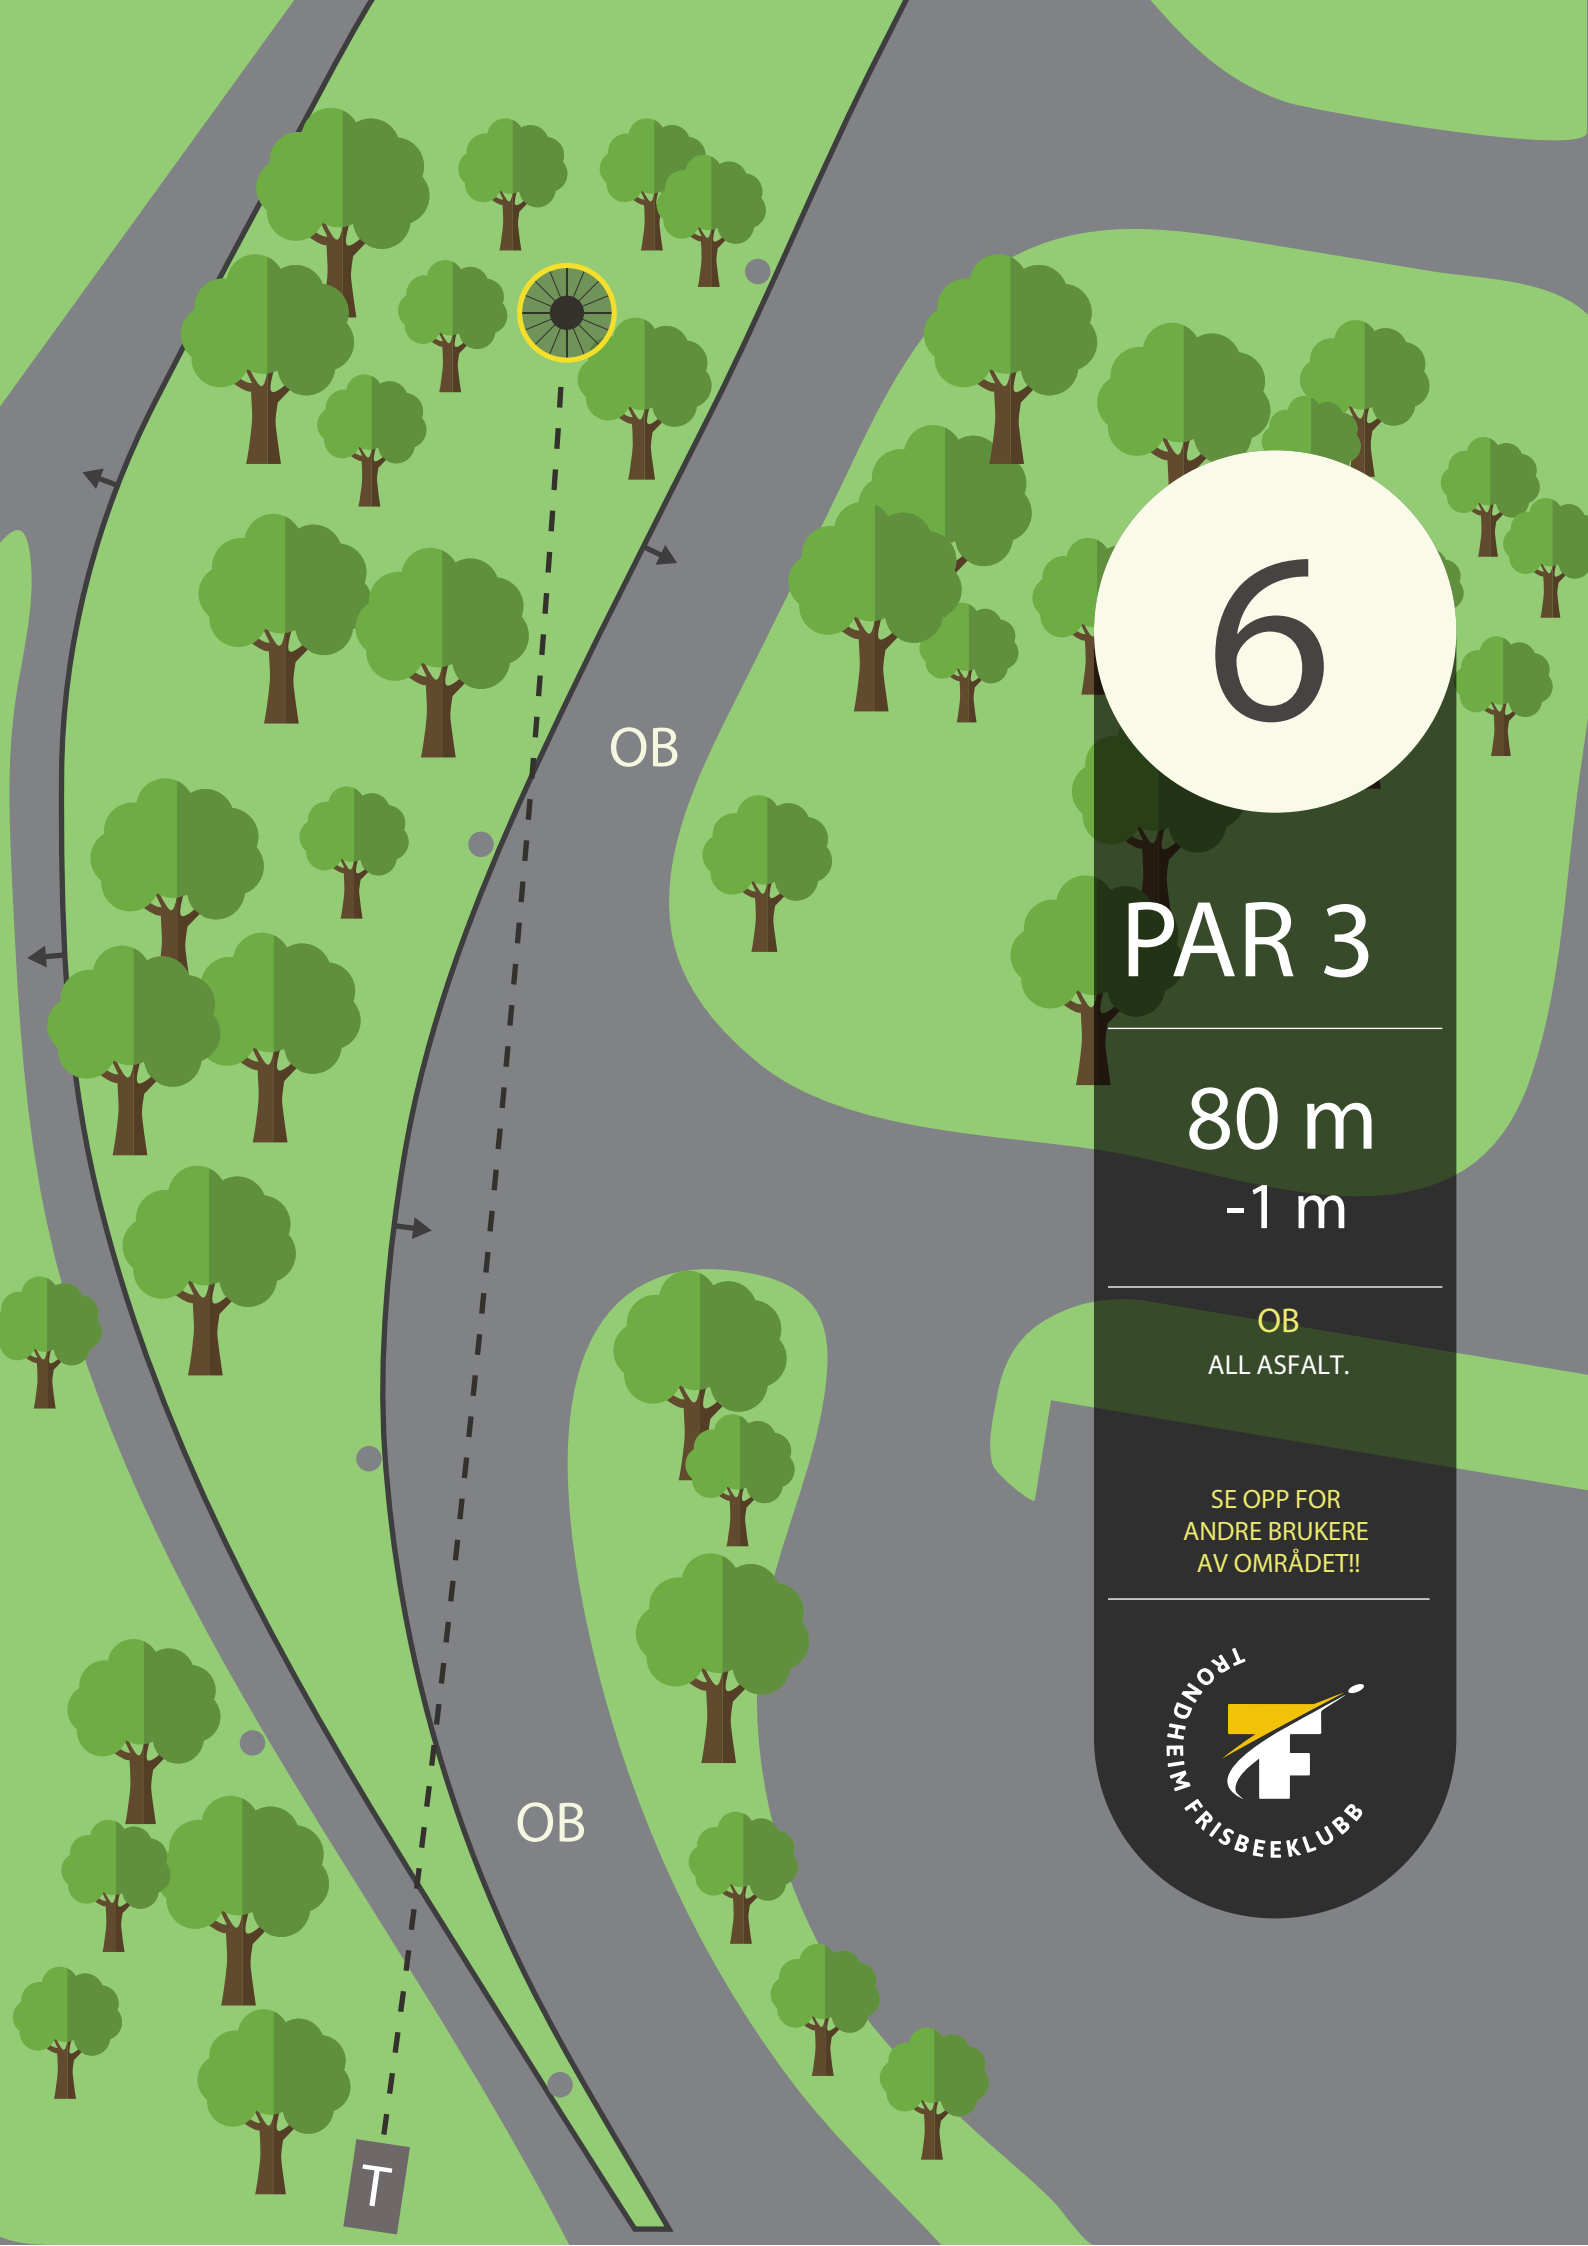 6
OB
PAR 3
80 m
-1 m
OB
ALL ASFALT.
SE OPP FOR
ANDRE BRUKERE
AV OMRÅDET!!
TRONDHEIM FRISBEEKLUBB
TF
OB
T